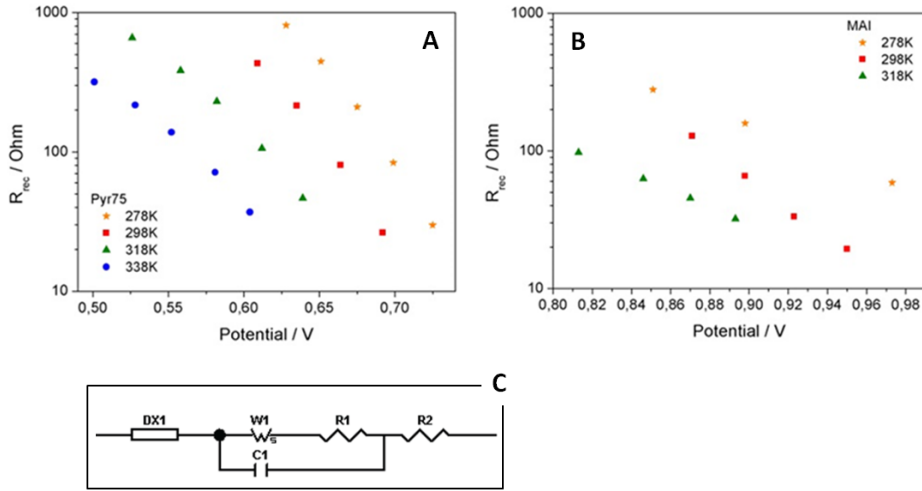 A
1000
100
10
R_rec / Ohm
Pyr75
278K
298K
318K
338K
0,50 0,55 0,60 0,65 0,70
Potential / V
B
1000
100
10
R_rec / Ohm
MAI
278K
298K
318K
0,80 0,82 0,84 0,86 0,88 0,90 0,92 0,94 0,96 0,98
Potential / V
C
DX1 W1 R1 R2
s
C1